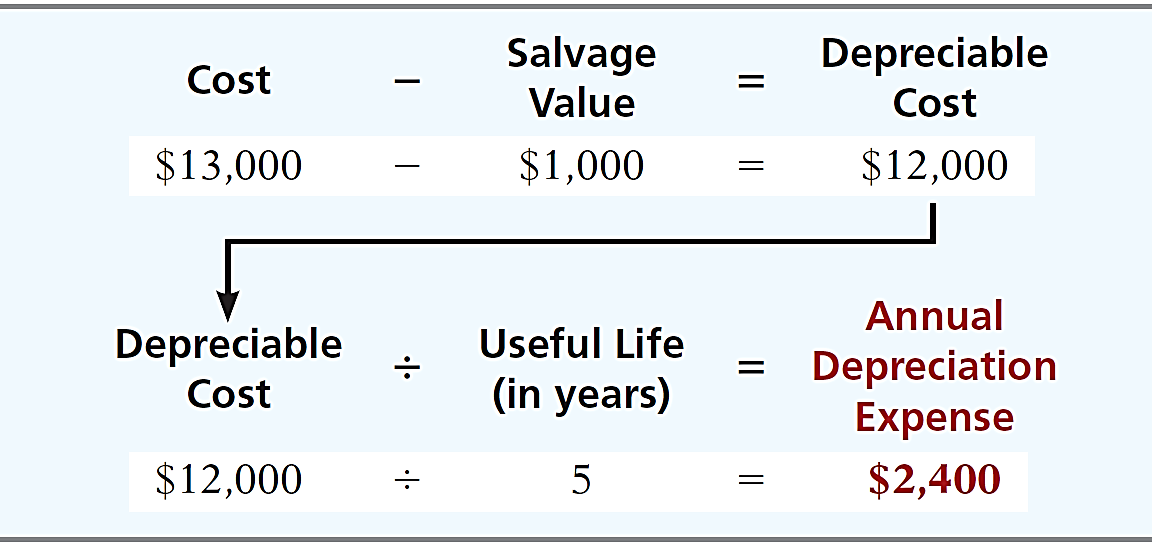 Cost − Salvage Value = Depreciable Cost
$13,000 − $1,000 = $12,000
Depreciable Cost ÷ Useful Life (in years) = Annual Depreciation Expense
$12,000 ÷ 5 = $2,400